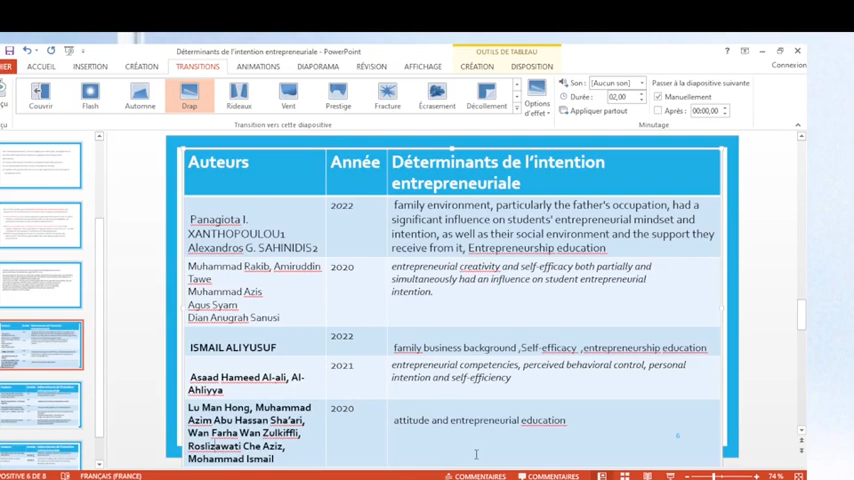 Déterminants de l'intention entrepreneuriale - PowerPoint
OUTILS DE TABLEAU
Connexion
ACCUEIL INSERTION CRÉATION TRANSITIONS ANIMATIONS DIAPORAMA RÉVISION AFFICHAGE CRÉATION DISPOSITION
Couvrir Flash Automne Drap Rideaux Vent Prestige Fracture Écrasement Décollement Options d'effet
Son : [Aucun son]
Durée : 02,00
Appliquer partout
Passer à la diapositive suivante
Manuellement
Après : 00:00,00
Transition vers cette diapositive
Minutage
Auteurs Année Déterminants de l'intention
entrepreneuriale
Panagiota I.
XANTHOPOULOU1
Alexandros G. SAHINIDIS2
2022
family environment, particularly the father's occupation, had a
significant influence on students' entrepreneurial mindset and
intention, as well as their social environment and the support they
receive from it, Entrepreneurship education
Muhammad Rakib, Amiruddin
Tawe
Muhammad Azis
Agus Syam
Dian Anugrah Sanusi
2020
entrepreneurial creativity and self-efficacy both partially and
simultaneously had an influence on student entrepreneurial
intention.
ISMAIL ALI YUSUF
2022
family business background ,Self-efficacy ,entrepreneurship education
Asaad Hameed Al-ali, Al-
Ahliyya
2021
entrepreneurial competencies, perceived behavioral control, personal
intention and self-efficiency
Lu Man Hong, Muhammad
Azim Abu Hassan Sha'ari,
Wan Farha Wan Zulkiffli,
Roslizawati Che Aziz,
Mohammad Ismail
2020
attitude and entrepreneurial education
6
FRANÇAIS (FRANCE)
COMMENTAIRES COMMENTAIRES
74 %